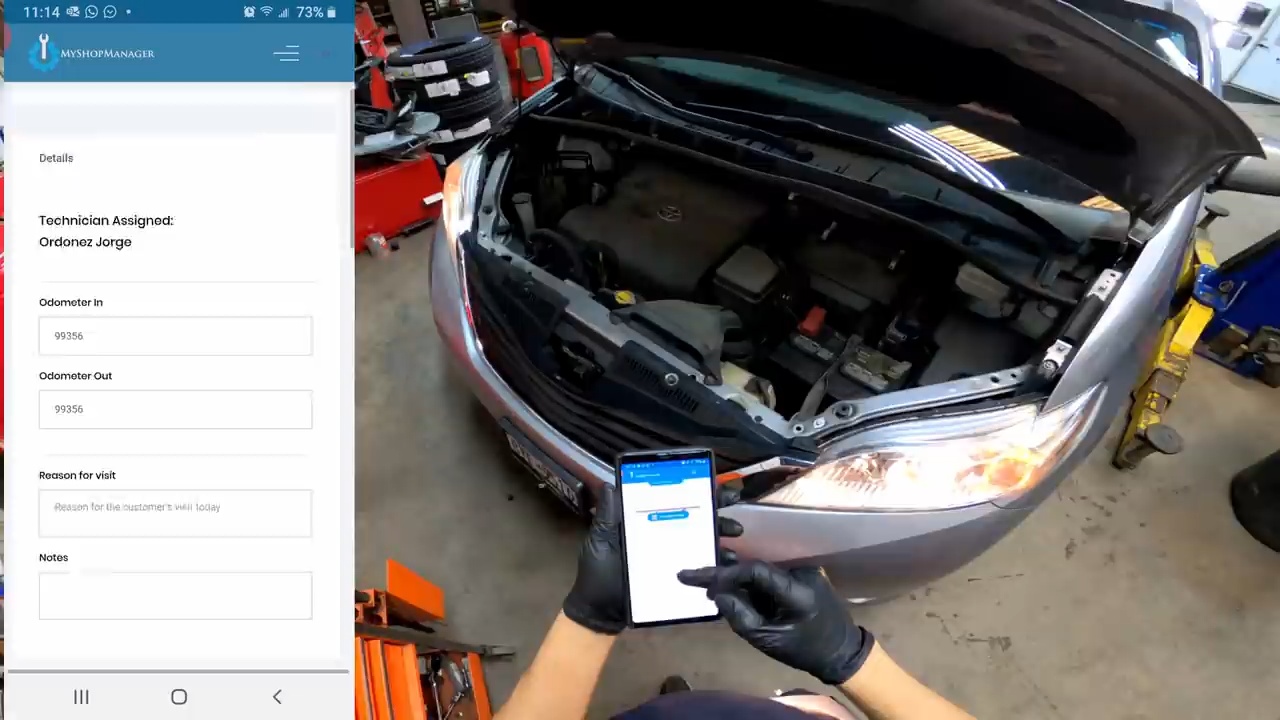 11:14
73%
MYSHOPMANAGER
Details
Technician Assigned:
Ordonez Jorge
Odometer In
99356
Odometer Out
99356
Reason for visit
Reason for the customer's visit today
Notes